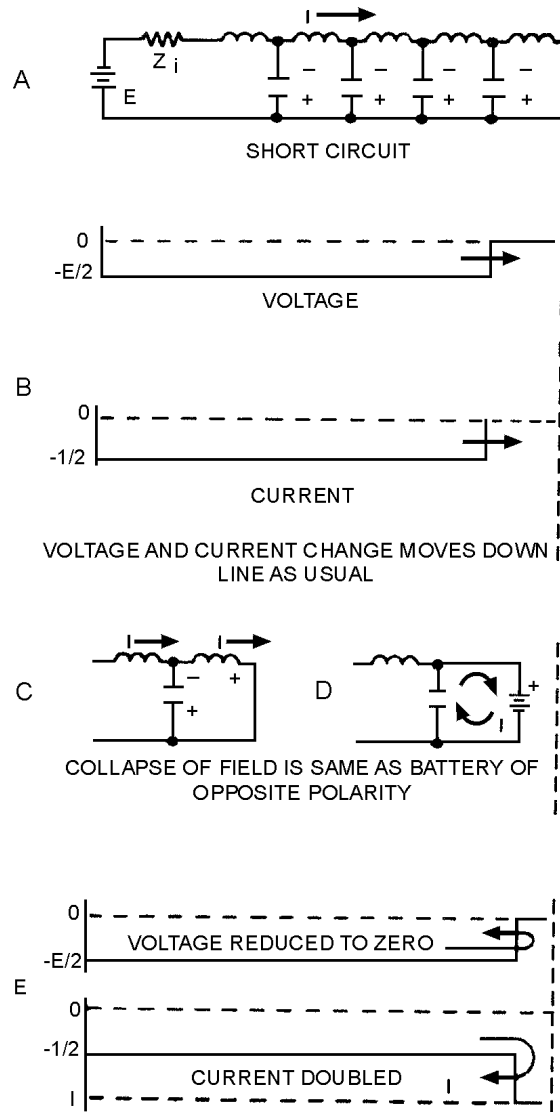 I
A
Z i
E
− − − −
+ + + +
SHORT CIRCUIT
0
-E/2
VOLTAGE
B
0
-1/2
CURRENT
VOLTAGE AND CURRENT CHANGE MOVES DOWN
LINE AS USUAL
I I
C − + D +
+ I
COLLAPSE OF FIELD IS SAME AS BATTERY OF
OPPOSITE POLARITY
0
VOLTAGE REDUCED TO ZERO
-E/2
E
0
-1/2
CURRENT DOUBLED I
I